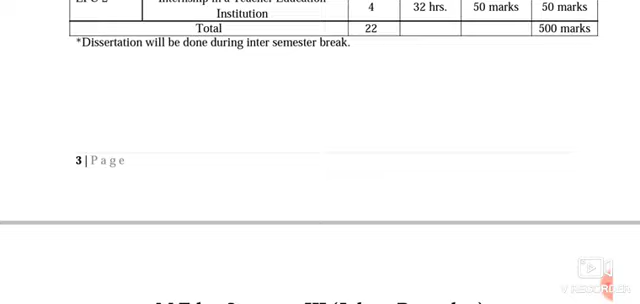 Internship in a Teacher Education
Institution 4 32 hrs. 50 marks 50 marks
Total 22 500 marks
*Dissertation will be done during inter semester break.
3 | P a g e
V RECORDER